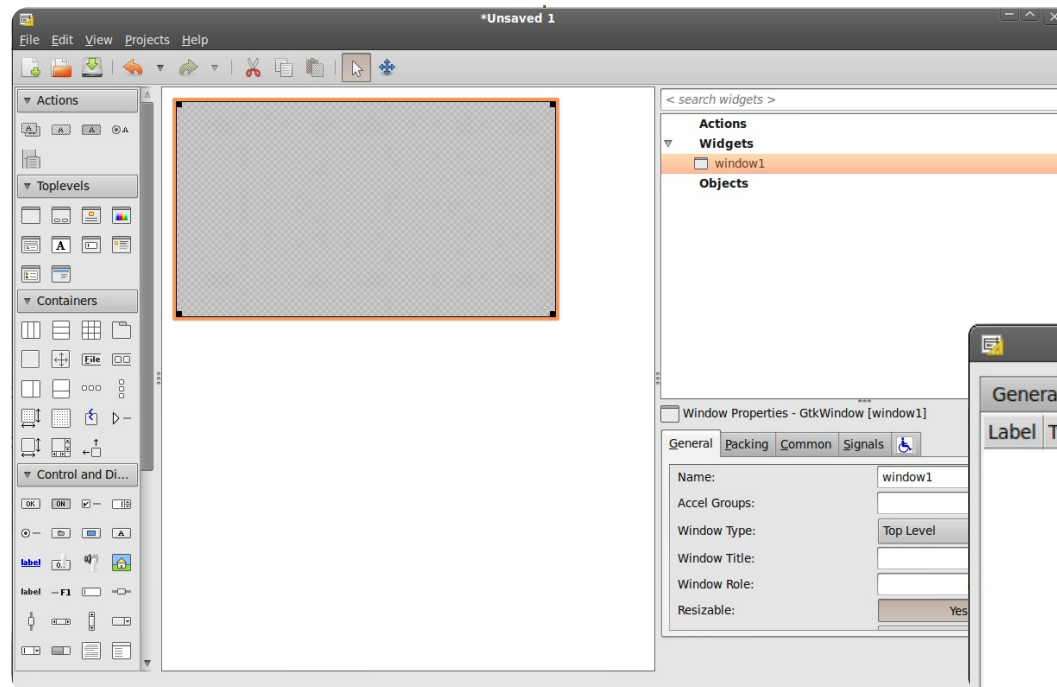 *Unsaved 1
File Edit View Projects Help
Actions
Toplevels
Containers
File
Control and Di...
OK ON
label
label F1
< search widgets >
Actions
Widgets
window1
Objects
Window Properties - GtkWindow [window1]
General Packing Common Signals
Name: window1
Accel Groups:
Window Type: Top Level
Window Title:
Window Role:
Resizable: Yes
Genera
Label T